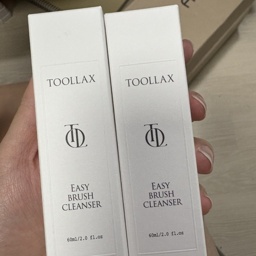 TOOLLAX
EASY
BRUSH
CLEANSER
60ml/2.0 fl.oz
TOOLLAX
EASY
BRUSH
CLEANSER
60ml/2.0 fl.oz